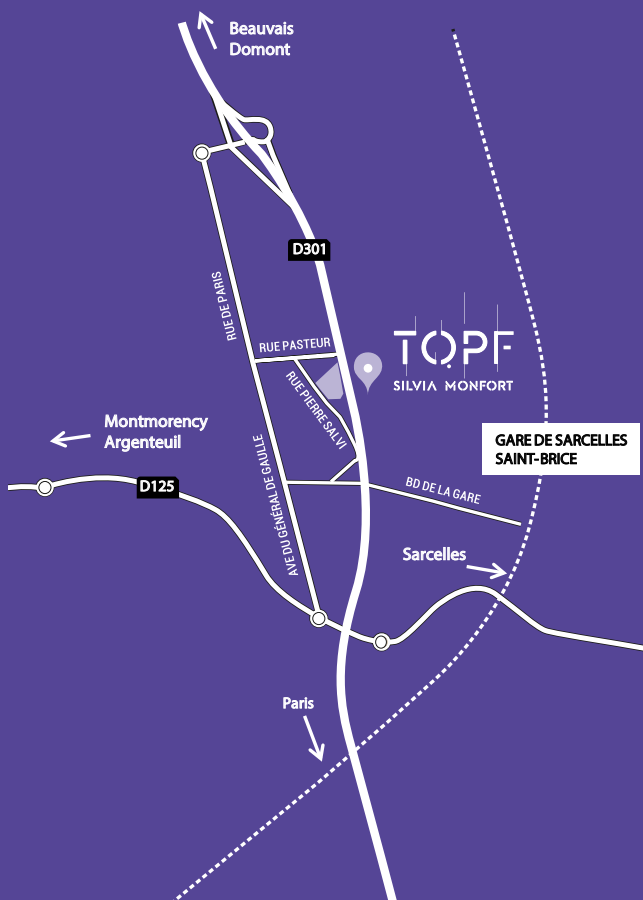 Beauvais
Domont
D301
RUE DE PARIS
RUE PASTEUR
TOPF
SILVIA MONFORT
RUE PIERRE SALVI
Montmorency
Argenteuil
GARE DE SARCELLES
SAINT-BRICE
D125
AVE DU GÉNÉRAL DE GAULLE
BD DE LA GARE
Sarcelles
Paris